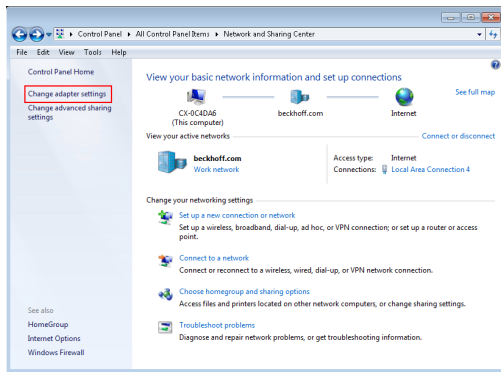 Control Panel ▸ All Control Panel Items ▸ Network and Sharing Center
File Edit View Tools Help
Control Panel Home
Change adapter settings
Change advanced sharing
settings
View your basic network information and set up connections
See full map
CX-0C4DA6
(This computer)
beckhoff.com
Internet
View your active networks
Connect or disconnect
beckhoff.com
Work network
Access type: Internet
Connections: Local Area Connection 4
Change your networking settings
Set up a new connection or network
Set up a wireless, broadband, dial-up, ad hoc, or VPN connection; or set up a router or access
point.
Connect to a network
Connect or reconnect to a wireless, wired, dial-up, or VPN network connection.
Choose homegroup and sharing options
Access files and printers located on other network computers, or change sharing settings.
Troubleshoot problems
Diagnose and repair network problems, or get troubleshooting information.
See also
HomeGroup
Internet Options
Windows Firewall